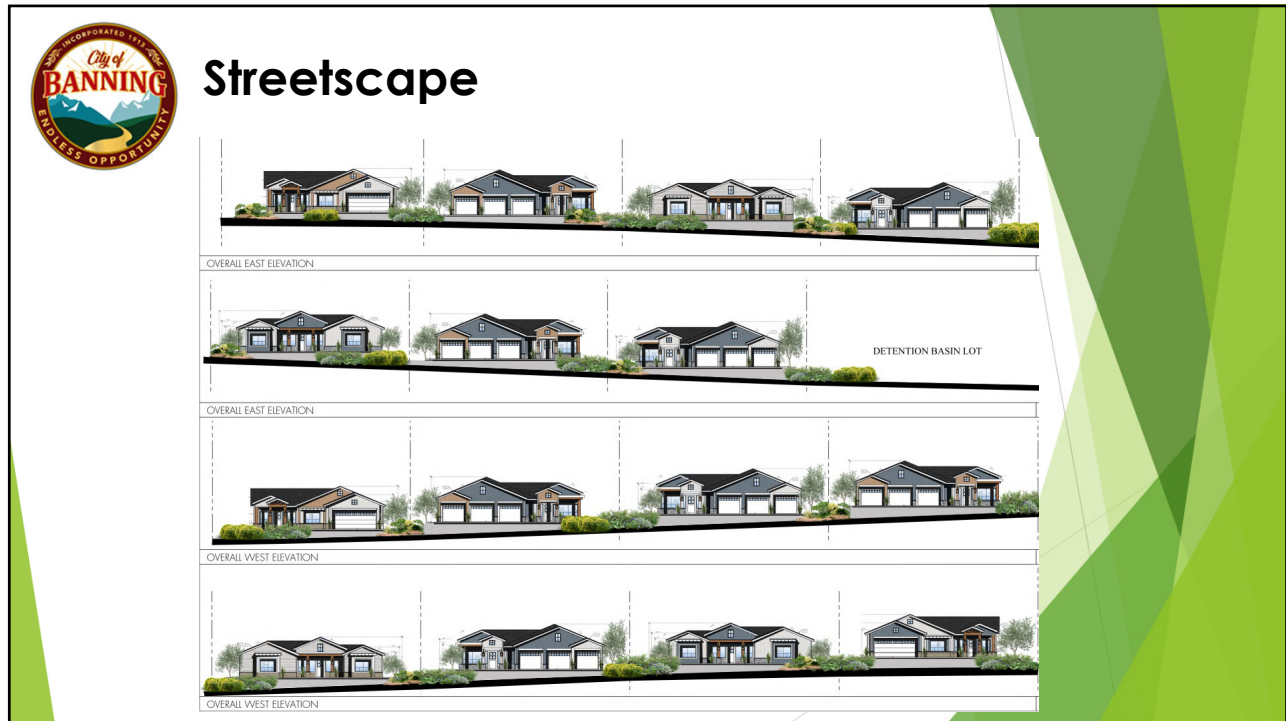 INCORPORATED 1913
City of
BANNING
ENDLESS OPPORTUNITY
Streetscape
OVERALL EAST ELEVATION
DETENTION BASIN LOT
OVERALL EAST ELEVATION
OVERALL WEST ELEVATION
OVERALL WEST ELEVATION